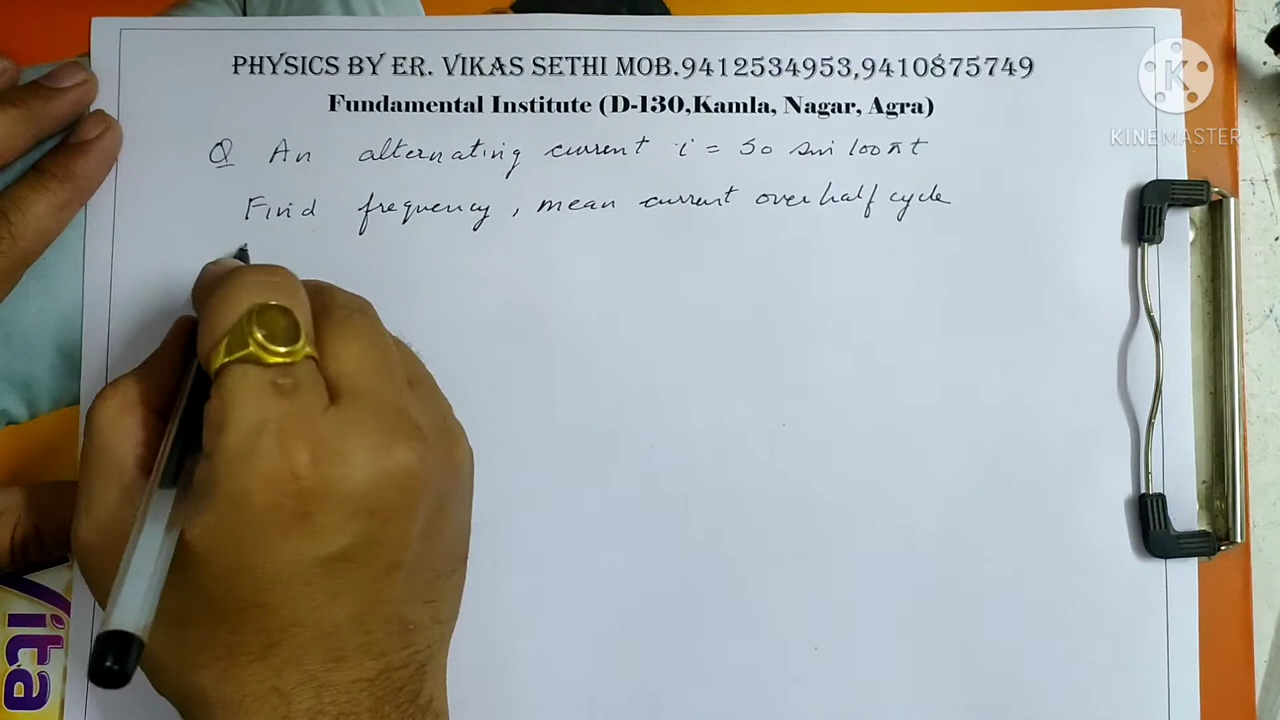 PHYSICS BY ER. VIKAS SETHI MOB.9412534953,9410875749
Fundamental Institute (D-130,Kamla, Nagar, Agra)
Q An alternating current i = 50 sin 100πt
Find frequency, mean current over half cycle
K
KINEMASTER
Vita